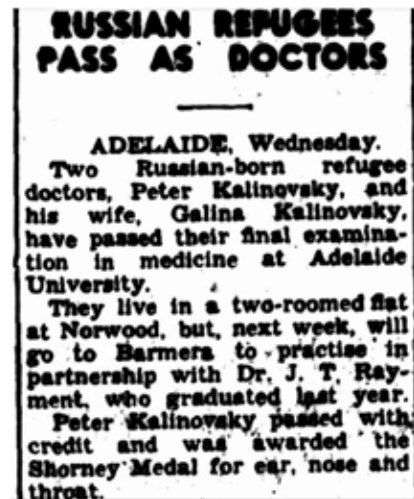 RUSSIAN REFUGEES
PASS AS DOCTORS
ADELAIDE, Wednesday.
Two Russian-born refugee
doctors, Peter Kalinovsky, and
his wife, Galina Kalinovsky,
have passed their final examina-
tion in medicine at Adelaide
University.
They live in a two-roomed flat
at Norwood, but, next week, will
go to Barmera to practise in
partnership with Dr. J. T. Ray-
ment, who graduated last year.
Peter Kalinovsky passed with
credit and was awarded the
Shorney Medal for ear, nose and
throat.